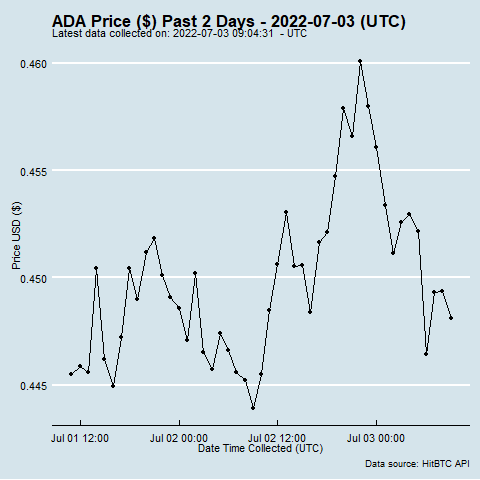 ADA Price ($) Past 2 Days - 2022-07-03 (UTC)
Latest data collected on: 2022-07-03 09:04:31 - UTC
0.460
0.455
0.450
0.445
Price USD ($)
Jul 01 12:00
Jul 02 00:00
Jul 02 12:00
Jul 03 00:00
Date Time Collected (UTC)
Data source: HitBTC API